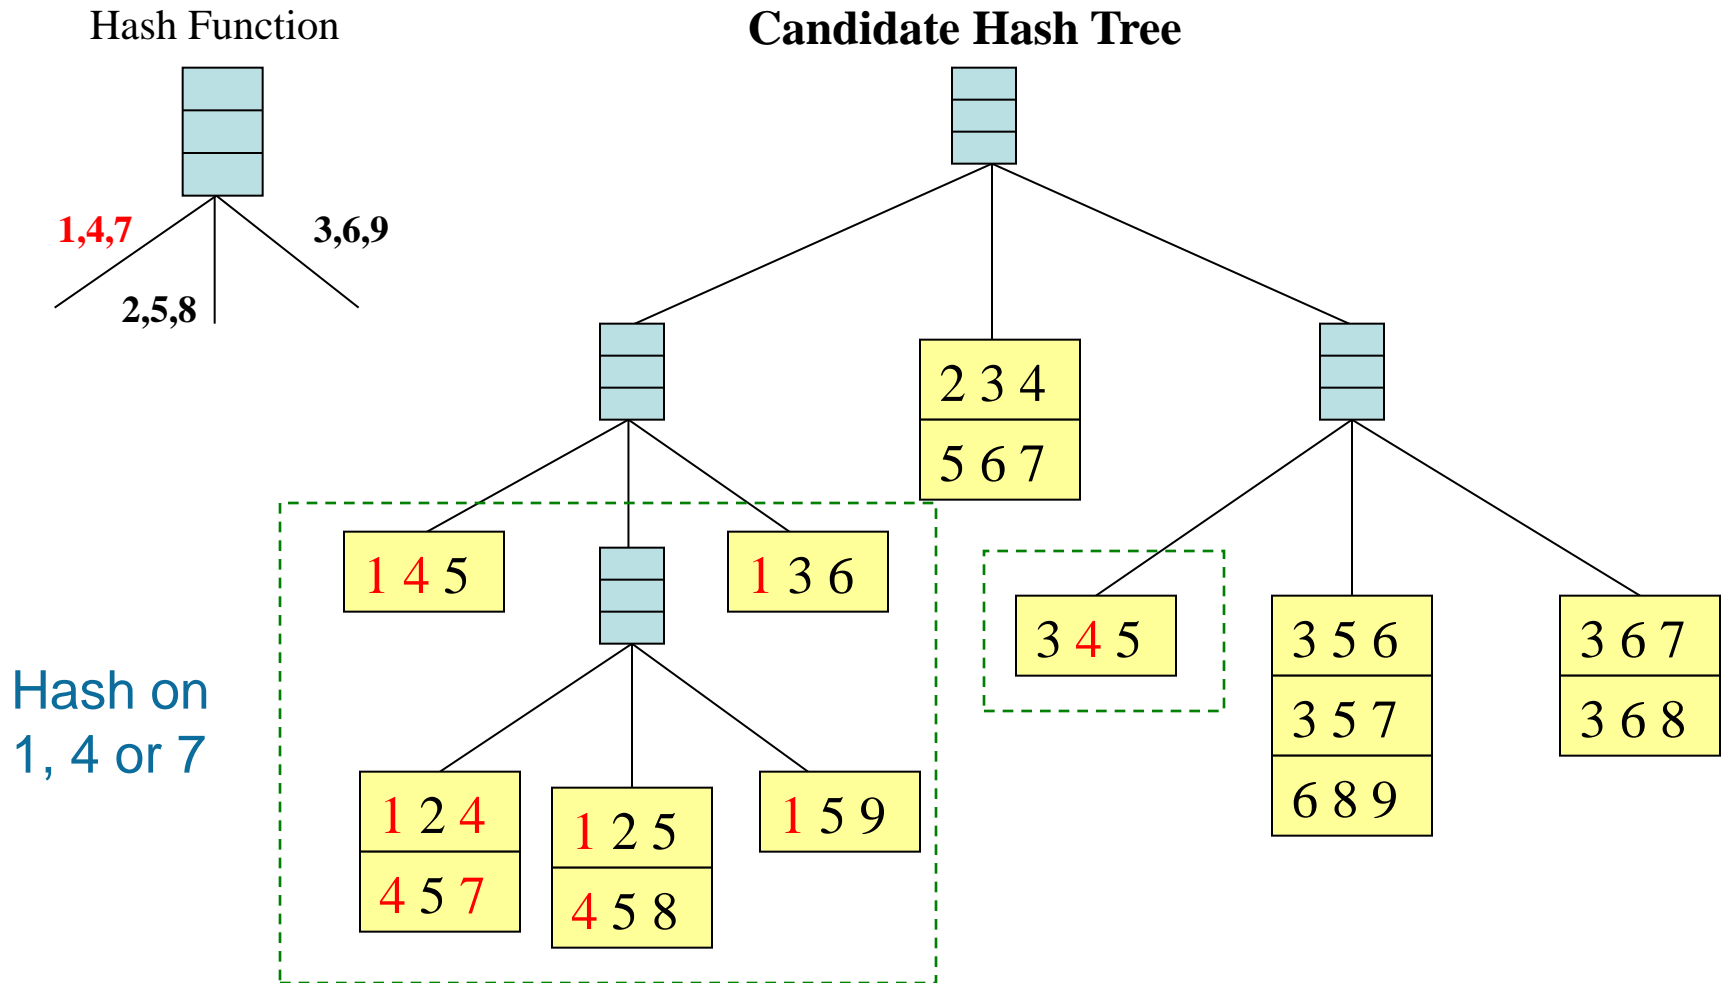 Hash Function
Candidate Hash Tree
1,4,7
3,6,9
2,5,8
2 3 4
5 6 7
1 4 5
1 3 6
3 4 5
3 5 6
3 6 7
3 5 7
3 6 8
6 8 9
Hash on
1, 4 or 7
1 2 4
1 2 5
1 5 9
4 5 7
4 5 8